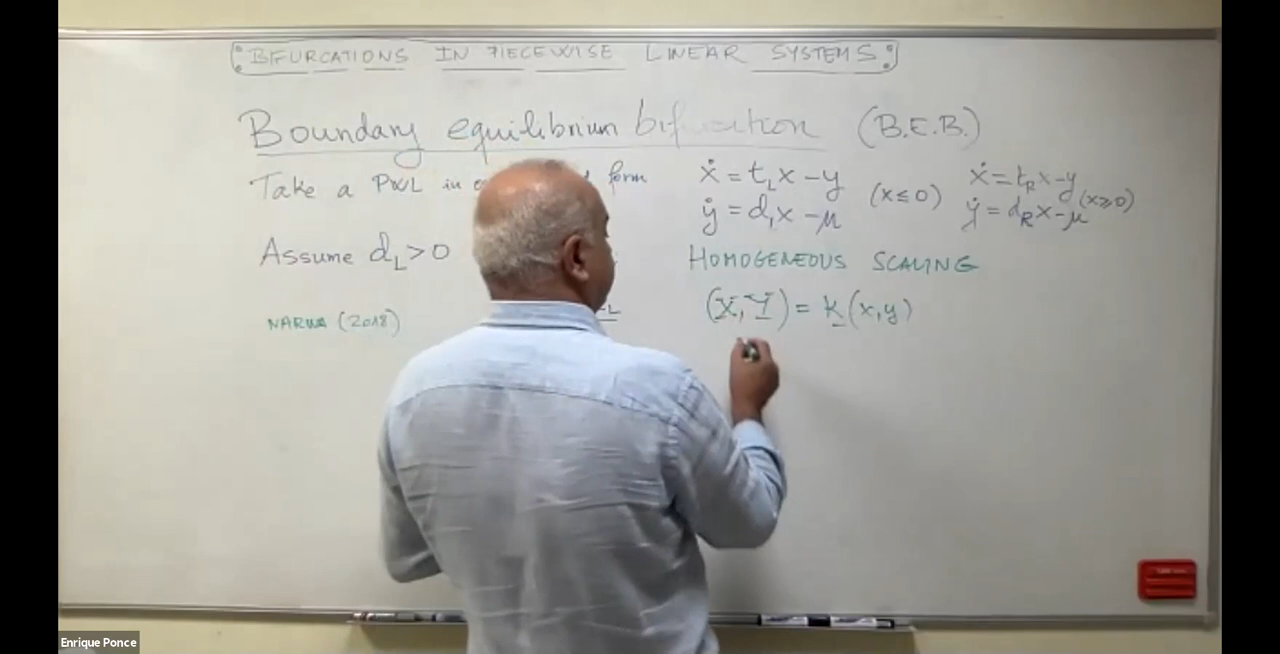 BIFURCATIONS IN PIECEWISE LINEAR SYSTEMS
Boundary equilibrium bifurcation (B.E.B.)
Take a PWL in form
ẋ = t_L x − y
ẏ = d_L x − μ
(x ≤ 0)
ẋ = t_R x − y
ẏ = d_R x − μ
(x ≥ 0)
Assume d_L > 0
HOMOGENEOUS SCALING
NARWA (2018)
(X, Y) = k (x, y)
Enrique Ponce